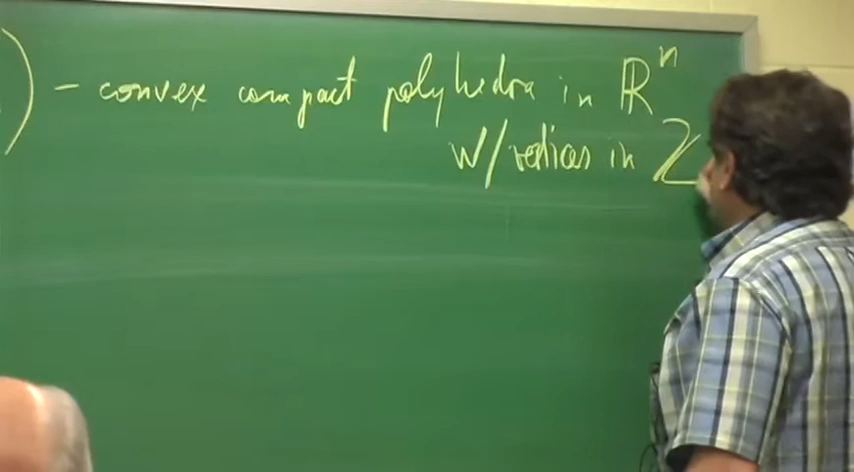 ) – convex compact polyhedra in ℝⁿ
w/ vertices in ℤ